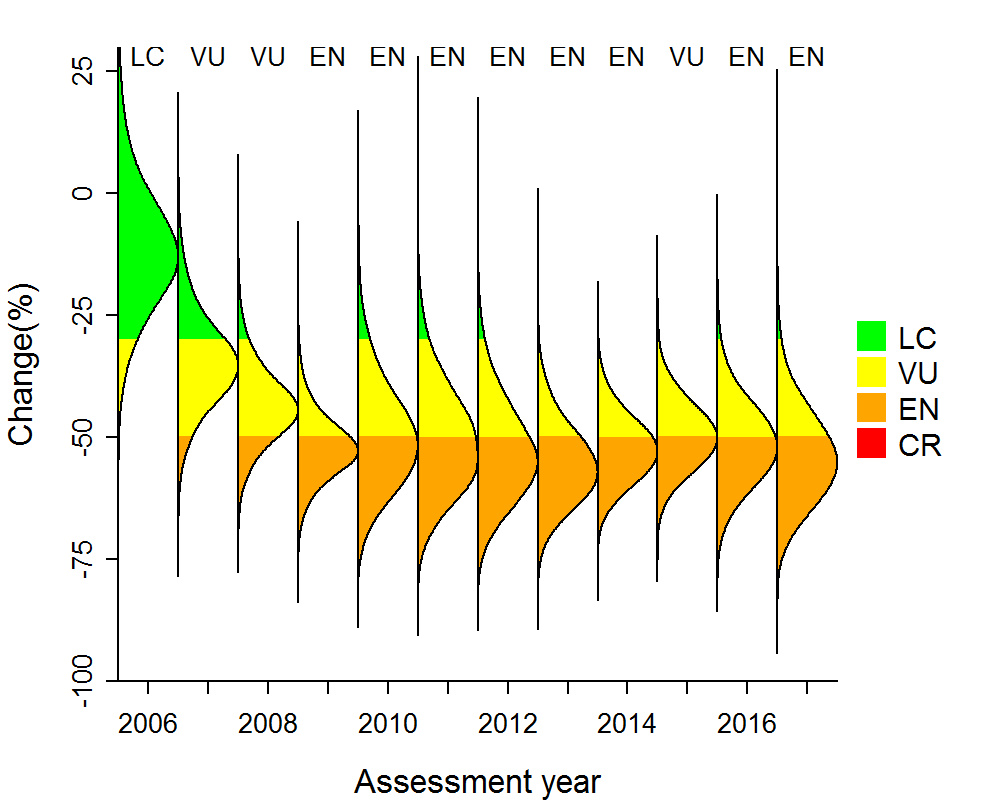 LC VU VU EN EN EN EN EN EN VU EN EN
25
0
-25
-50
-75
-100
Change(%)
LC
VU
EN
CR
2006 2008 2010 2012 2014 2016
Assessment year